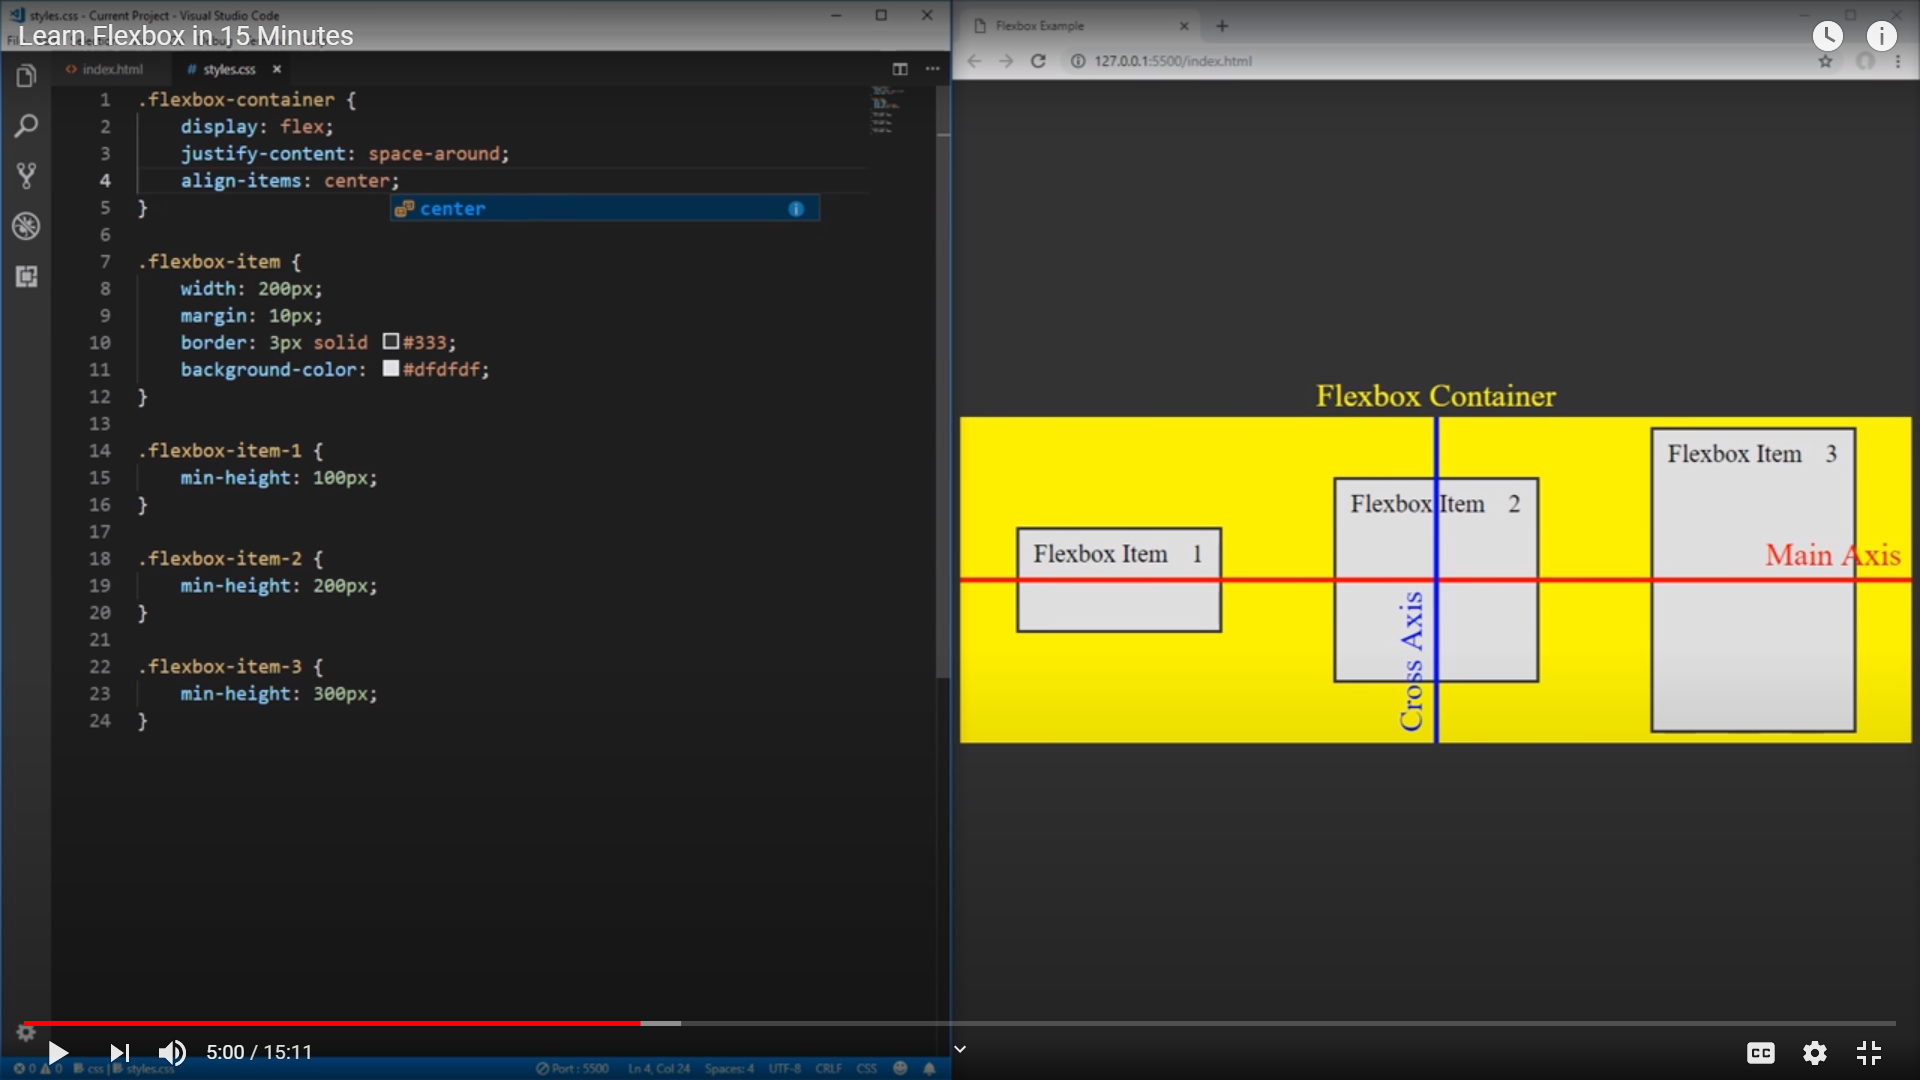 styles.css - Current Project - Visual Studio Code
Learn Flexbox in 15 Minutes
index.html
# styles.css
1 .flexbox-container {
2 display: flex;
3 justify-content: space-around;
4 align-items: center;
center
5 }
6
7 .flexbox-item {
8 width: 200px;
9 margin: 10px;
10 border: 3px solid #333;
11 background-color: #dfdfdf;
12 }
13
14 .flexbox-item-1 {
15 min-height: 100px;
16 }
17
18 .flexbox-item-2 {
19 min-height: 200px;
20 }
21
22 .flexbox-item-3 {
23 min-height: 300px;
24 }
Flexbox Example
127.0.0.1:5500/index.html
Flexbox Container
Flexbox Item 3
Flexbox Item 2
Flexbox Item 1
Main Axis
Cross Axis
5:00 / 15:11
CC
0 0 css | styles.css Port : 5500 Ln 4, Col 24 Spaces: 4 UTF-8 CRLF CSS